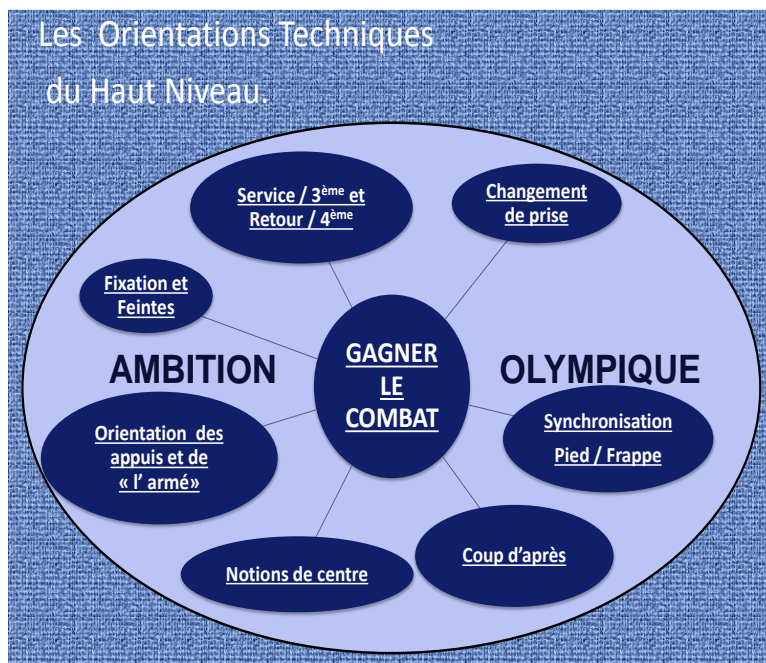 Les Orientations Techniques
du Haut Niveau.
Service / 3ème et
Retour / 4ème
Changement
de prise
Fixation et
Feintes
GAGNER
LE
COMBAT
AMBITION
OLYMPIQUE
Orientation des
appuis et de
« l' armé»
Synchronisation
Pied / Frappe
Notions de centre
Coup d'après